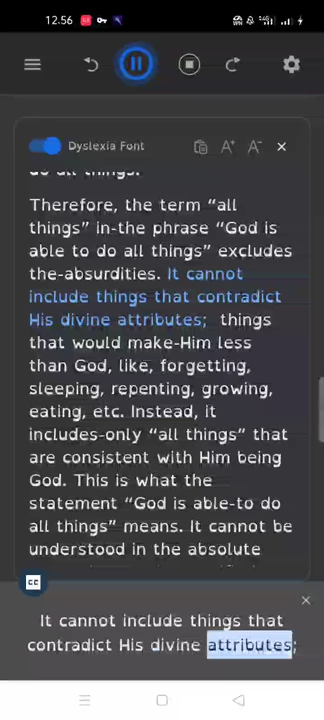 12.56
Dyslexia Font
A+ A-
do all things.
Therefore, the term “all
things” in-the phrase “God is
able to do all things” excludes
the-absurdities. It cannot
include things that contradict
His divine attributes; things
that would make-Him less
than God, like, forgetting,
sleeping, repenting, growing,
eating, etc. Instead, it
includes-only “all things” that
are consistent with Him being
God. This is what the
statement “God is able-to do
all things” means. It cannot be
understood in the absolute
CC
It cannot include things that
contradict His divine attributes;